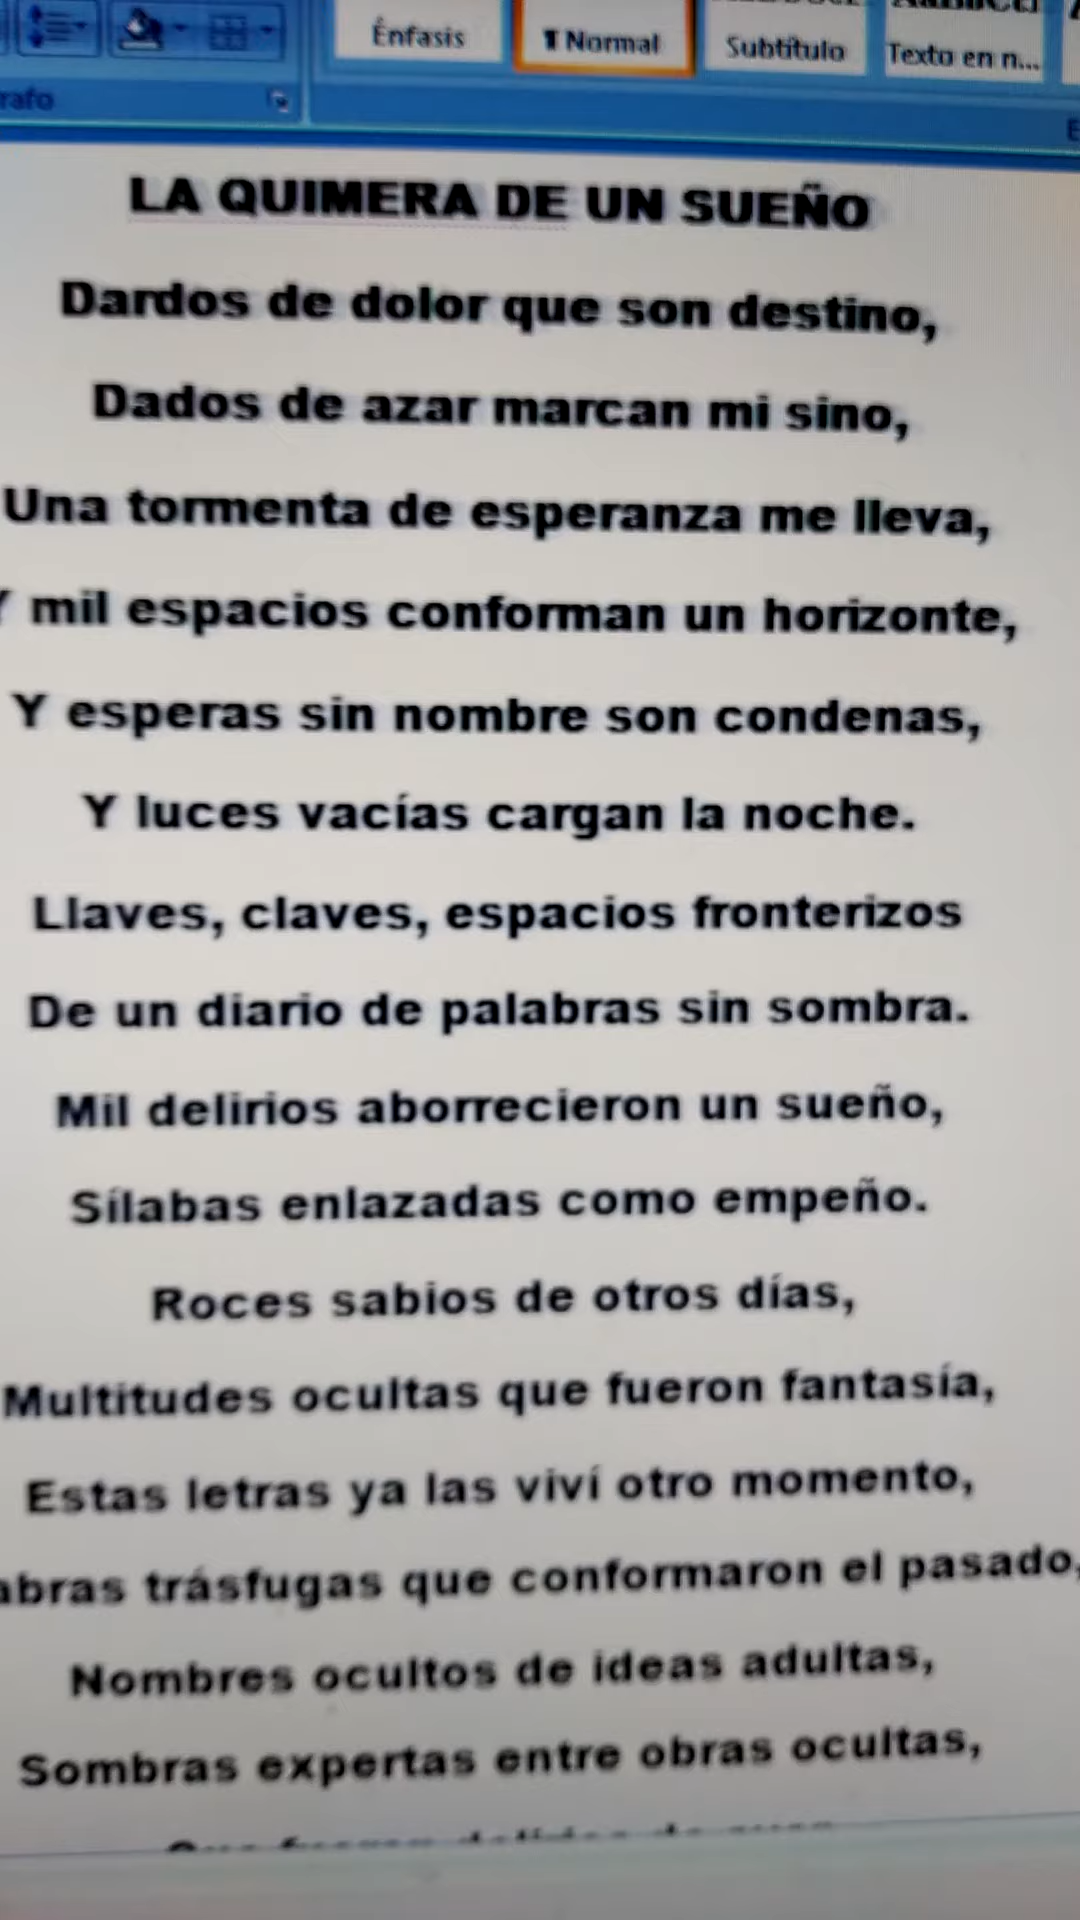 Énfasis
¶ Normal
Subtítulo
Texto en n...
LA QUIMERA DE UN SUEÑO
Dardos de dolor que son destino,
Dados de azar marcan mi sino,
Una tormenta de esperanza me lleva,
Y mil espacios conforman un horizonte,
Y esperas sin nombre son condenas,
Y luces vacías cargan la noche.
Llaves, claves, espacios fronterizos
De un diario de palabras sin sombra.
Mil delirios aborrecieron un sueño,
Sílabas enlazadas como empeño.
Roces sabios de otros días,
Multitudes ocultas que fueron fantasía,
Estas letras ya las viví otro momento,
trásfugas que conformaron el pasado,
Nombres ocultos de ideas adultas,
Sombras expertas entre obras ocultas,